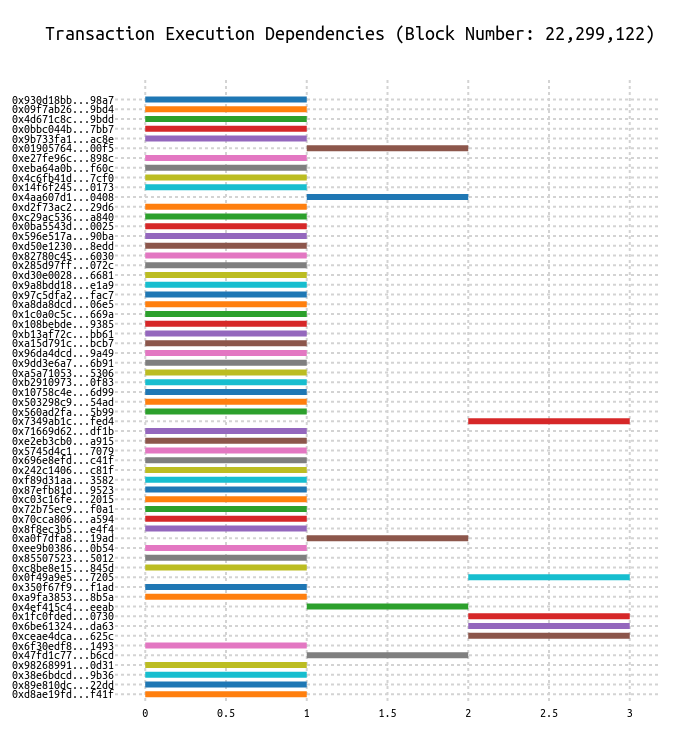 Transaction Execution Dependencies (Block Number: 22,299,122)
0x930d18bb...98a7
0x09f7ab26...9bd4
0x4d671c8c...9bdd
0x0bbc044b...7bb7
0x9b733fa1...ac8e
0x01905764...00f5
0xe27fe96c...898c
0xeba64a0b...f60c
0x4c6fb41d...7cf0
0x14f6f245...0173
0x4aa607d1...0408
0xd2f73ac2...29d6
0xc29ac536...a840
0x0ba5543d...0025
0x596e517a...90ba
0xd50e1230...8edd
0x82780c45...6030
0x285d97ff...072c
0xd30e0028...6681
0x9a8bdd18...e1a9
0x97c5dfa2...fac7
0xa8da8dcd...06e5
0x1c0a0c5c...669a
0x108bebde...9385
0xb13af72c...bb61
0xa15d791c...bcb7
0x96da4dcd...9a49
0x9dd3e6a7...6b91
0xa5a71053...5306
0xb2910973...0f83
0x10758c4e...6d99
0x503298c9...54ad
0x560ad2fa...5b99
0x7349ab1c...fed4
0x71669d62...df1b
0xe2eb3cb0...a915
0x5745d4c1...7079
0x696e8efd...c41f
0x242c1406...c81f
0xf89d31aa...3582
0x87efb81d...9523
0xc03c16fe...2015
0x72b75ec9...f0a1
0x70cca806...a594
0x8f8ec3b5...e4f4
0xa0f7dfa8...19ad
0xee9b0386...0b54
0x85507523...5012
0xc8be8e15...845d
0x0f49a9e5...7205
0x350f67f9...f1ad
0xa9fa3853...8b5a
0x4ef415c4...eeab
0x1fc0fded...0730
0x6be61324...da63
0xceae4dca...625c
0x6f30edf8...1493
0x47fd1c77...b6cd
0x98268991...0d31
0x38e6bdcd...9b36
0x89e810dc...22dd
0xd8ae19fd...f41f
0 0.5 1 1.5 2 2.5 3